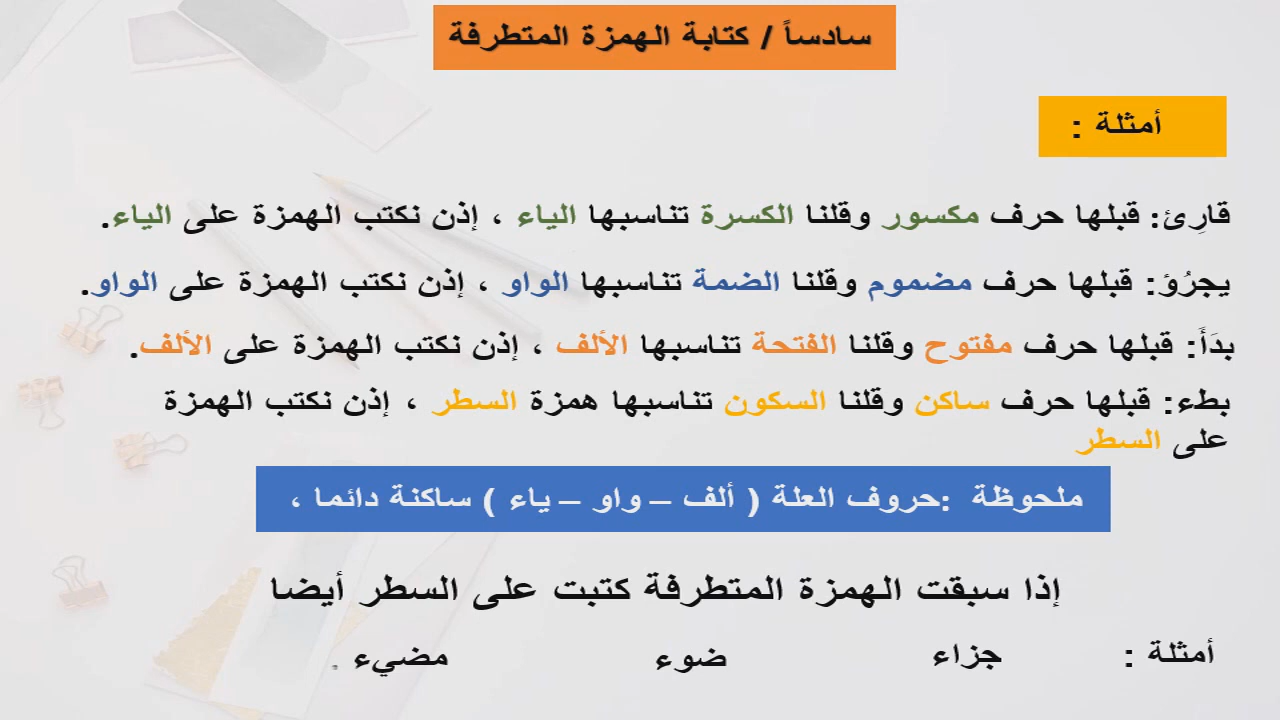 سادساً / كتابة الهمزة المتطرفة
أمثلة :
قارِئ: قبلها حرف مكسور وقلنا الكسرة تناسبها الياء ، إذن نكتب الهمزة على الياء.
يجرُؤ: قبلها حرف مضموم وقلنا الضمة تناسبها الواو ، إذن نكتب الهمزة على الواو.
بدَأَ: قبلها حرف مفتوح وقلنا الفتحة تناسبها الألف ، إذن نكتب الهمزة على الألف.
بطء: قبلها حرف ساكن وقلنا السكون تناسبها همزة السطر ، إذن نكتب الهمزة
على السطر
ملحوظة :حروف العلة ( ألف – واو – ياء ) ساكنة دائما ،
إذا سبقت الهمزة المتطرفة كتبت على السطر أيضا
أمثلة : جزاء ضوء مضيء .